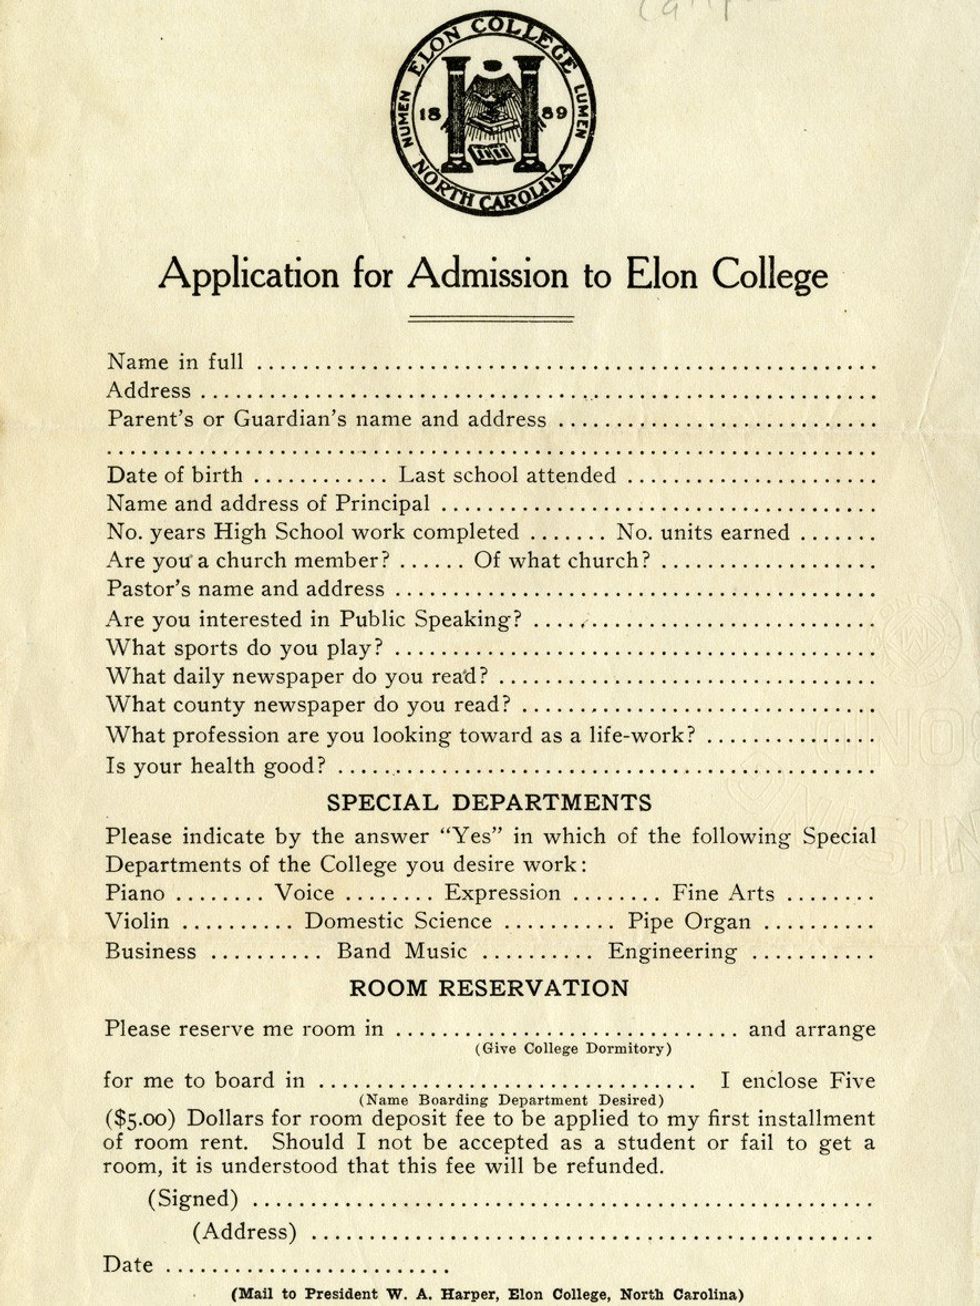 ELON COLLEGE
NUMEN LUMEN
1889
NORTH CAROLINA
Application for Admission to Elon College
Name in full ........................................................
Address ...........................................................
Parent's or Guardian's name and address ............................
...................................................................
Date of birth ............ Last school attended ......................
Name and address of Principal ......................................
No. years High School work completed ....... No. units earned .......
Are you a church member? ...... Of what church? ...................
Pastor's name and address ..........................................
Are you interested in Public Speaking? ..............................
What sports do you play? ..........................................
What daily newspaper do you read? .................................
What county newspaper do you read? ...............................
What profession are you looking toward as a life-work? ...............
Is your health good? ...............................................
SPECIAL DEPARTMENTS
Please indicate by the answer "Yes" in which of the following Special
Departments of the College you desire work:
Piano ........ Voice ........ Expression ........ Fine Arts ........
Violin .......... Domestic Science .......... Pipe Organ ..........
Business .......... Band Music .......... Engineering ...........
ROOM RESERVATION
Please reserve me room in .............................. and arrange
(Give College Dormitory)
for me to board in ................................. I enclose Five
(Name Boarding Department Desired)
($5.00) Dollars for room deposit fee to be applied to my first installment
of room rent. Should I not be accepted as a student or fail to get a
room, it is understood that this fee will be refunded.
(Signed) ......................................................
(Address) .................................................
Date .........................
(Mail to President W. A. Harper, Elon College, North Carolina)